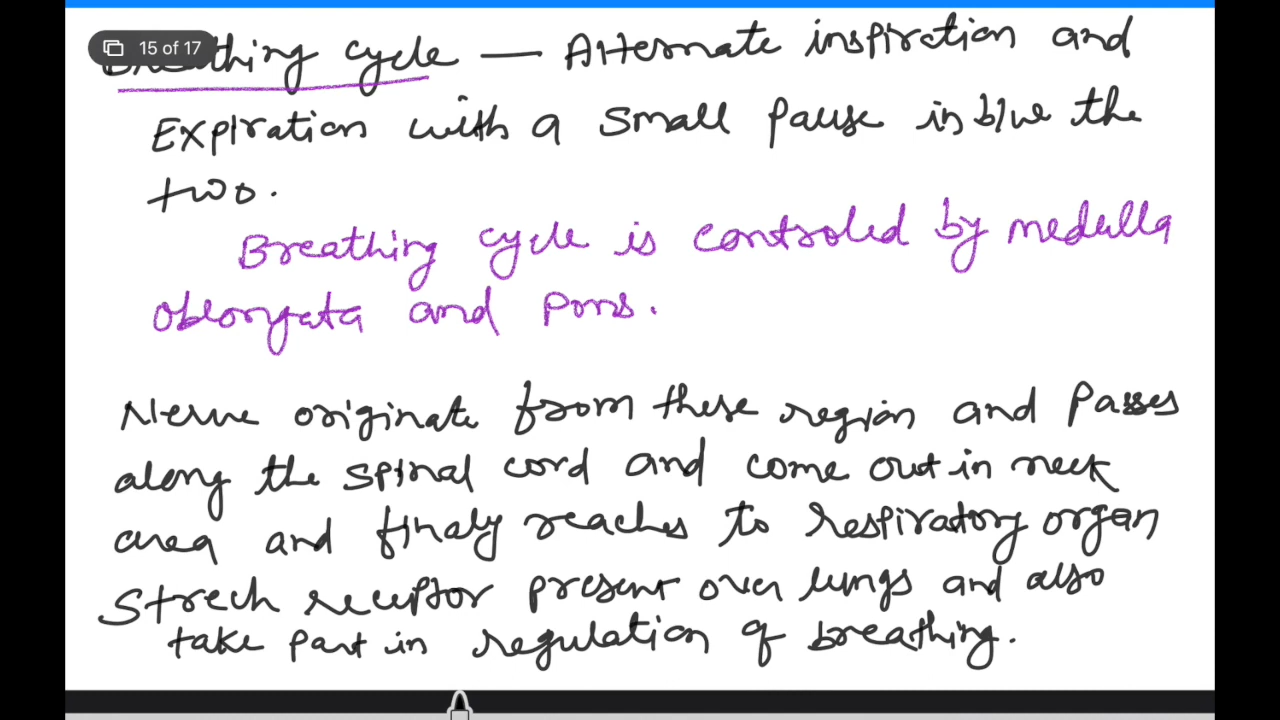 15 of 17
Breathing cycle — Alternate inspiration and
Expiration with a small pause in b/w the
two.
Breathing cycle is controled by medulla
oblongata and pons.
Nerve originate from these region and Passes
along the spinal cord and come out in neck
area and finaly reaches to respiratory organ
Strech receptor present over lungs and also
take part in regulation of breathing.